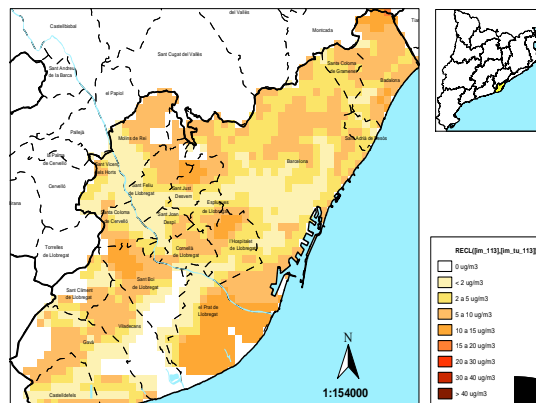 del Vallès
Castellbisbal
Montcada
Tia
Sant Cugat del Vallès
Sant Andreu
de la Barca
Santa Coloma
de Gramenet
Badalona
el Papiol
Pallejà
Molins de Rei
Sant Adrià de Besòs
Barcelona
la Palma
de Cervelló
Sant Vicenç
dels Horts
Cervelló
Sant Feliu
de Llobregat
Sant Just
Desvern
Esplugues
de Llobregat
Santa Coloma
de Cervelló
Sant Joan
Despí
Torrelles
de Llobregat
Cornellà
de Llobregat
l'Hospitalet
de Llobregat
Sant Boi
de Llobregat
Sant Climent
de Llobregat
el Prat de
Llobregat
Viladecans
Gavà
Castelldefels
N
1:154000
RECL([im_113],[im_tu_113])
0 ug/m3
< 2 ug/m3
2 a 5 ug/m3
5 a 10 ug/m3
10 a 15 ug/m3
15 a 20 ug/m3
20 a 30 ug/m3
30 a 40 ug/m3
> 40 ug/m3